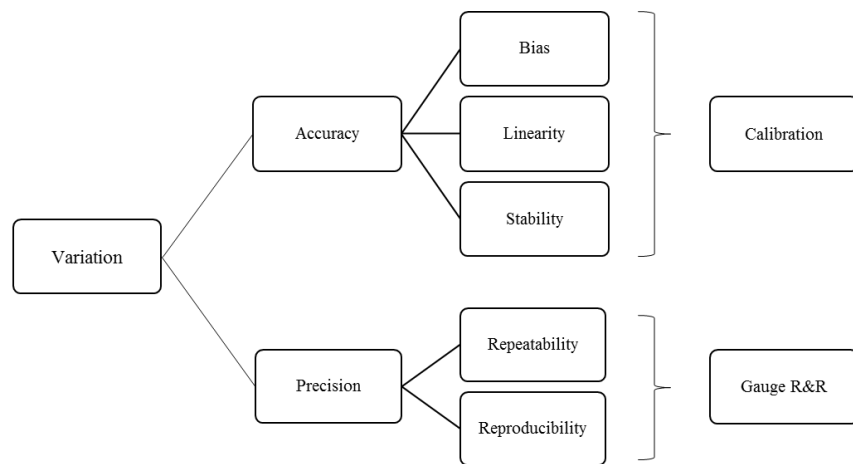 Variation
Accuracy
Bias
Linearity
Stability
Calibration
Precision
Repeatability
Reproducibility
Gauge R&R